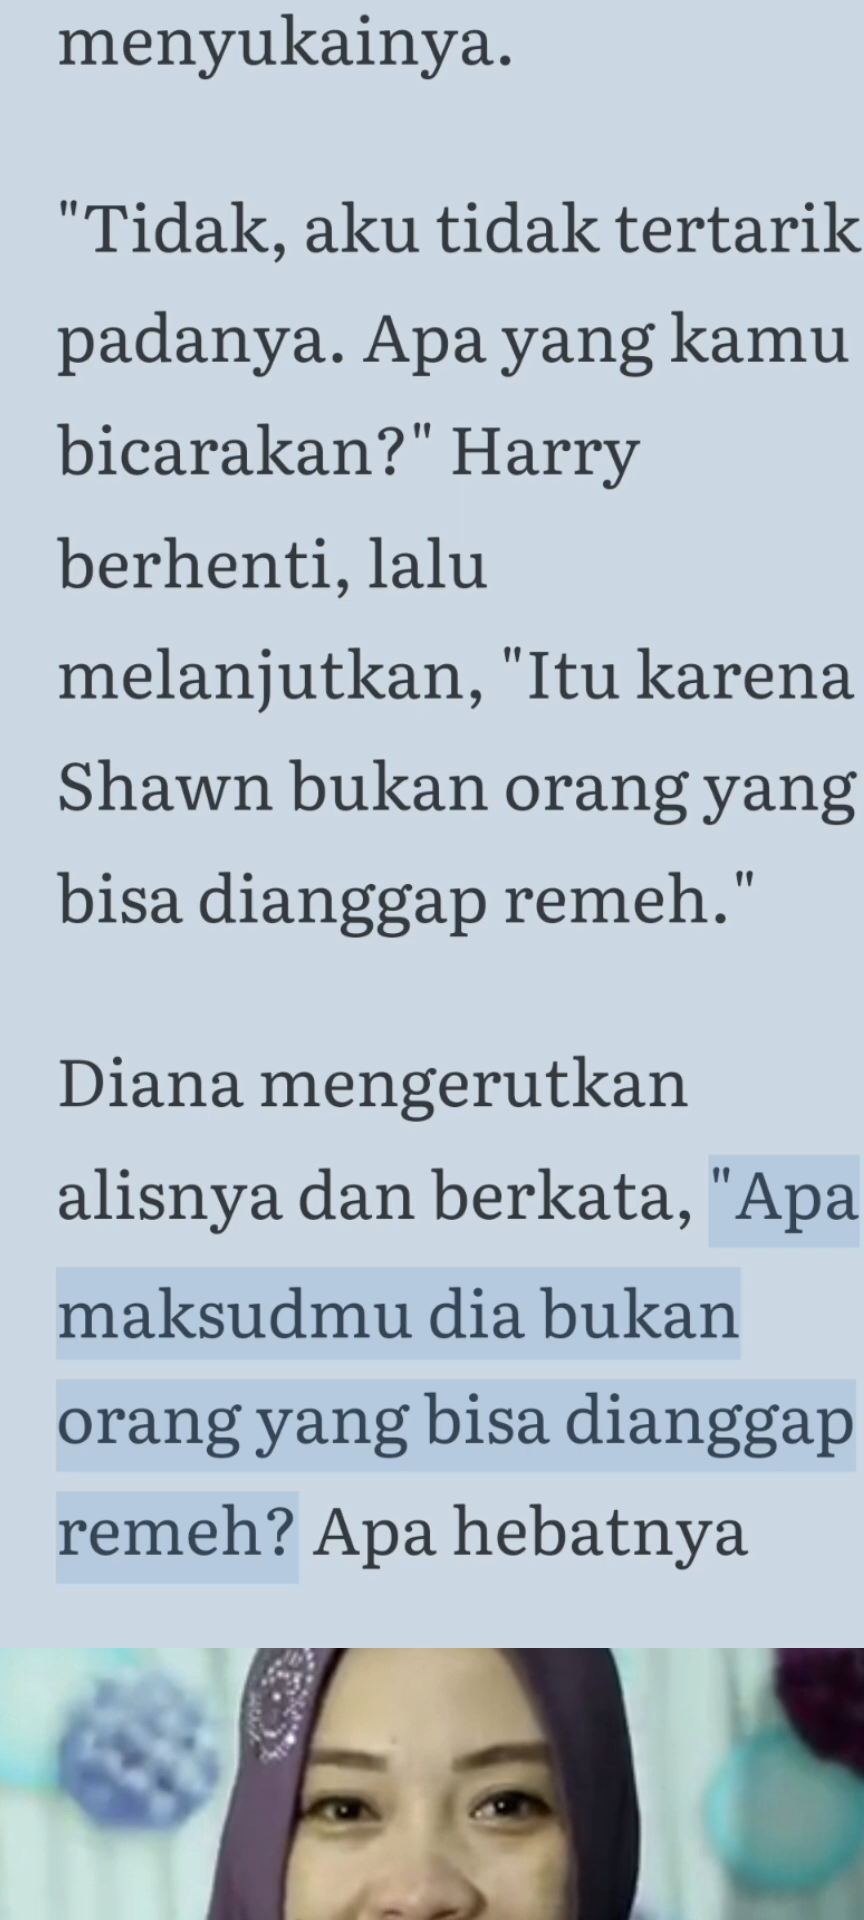 menyukainya.
"Tidak, aku tidak tertarik
padanya. Apa yang kamu
bicarakan?" Harry
berhenti, lalu
melanjutkan, "Itu karena
Shawn bukan orang yang
bisa dianggap remeh."
Diana mengerutkan
alisnya dan berkata, "Apa
maksudmu dia bukan
orang yang bisa dianggap
remeh? Apa hebatnya